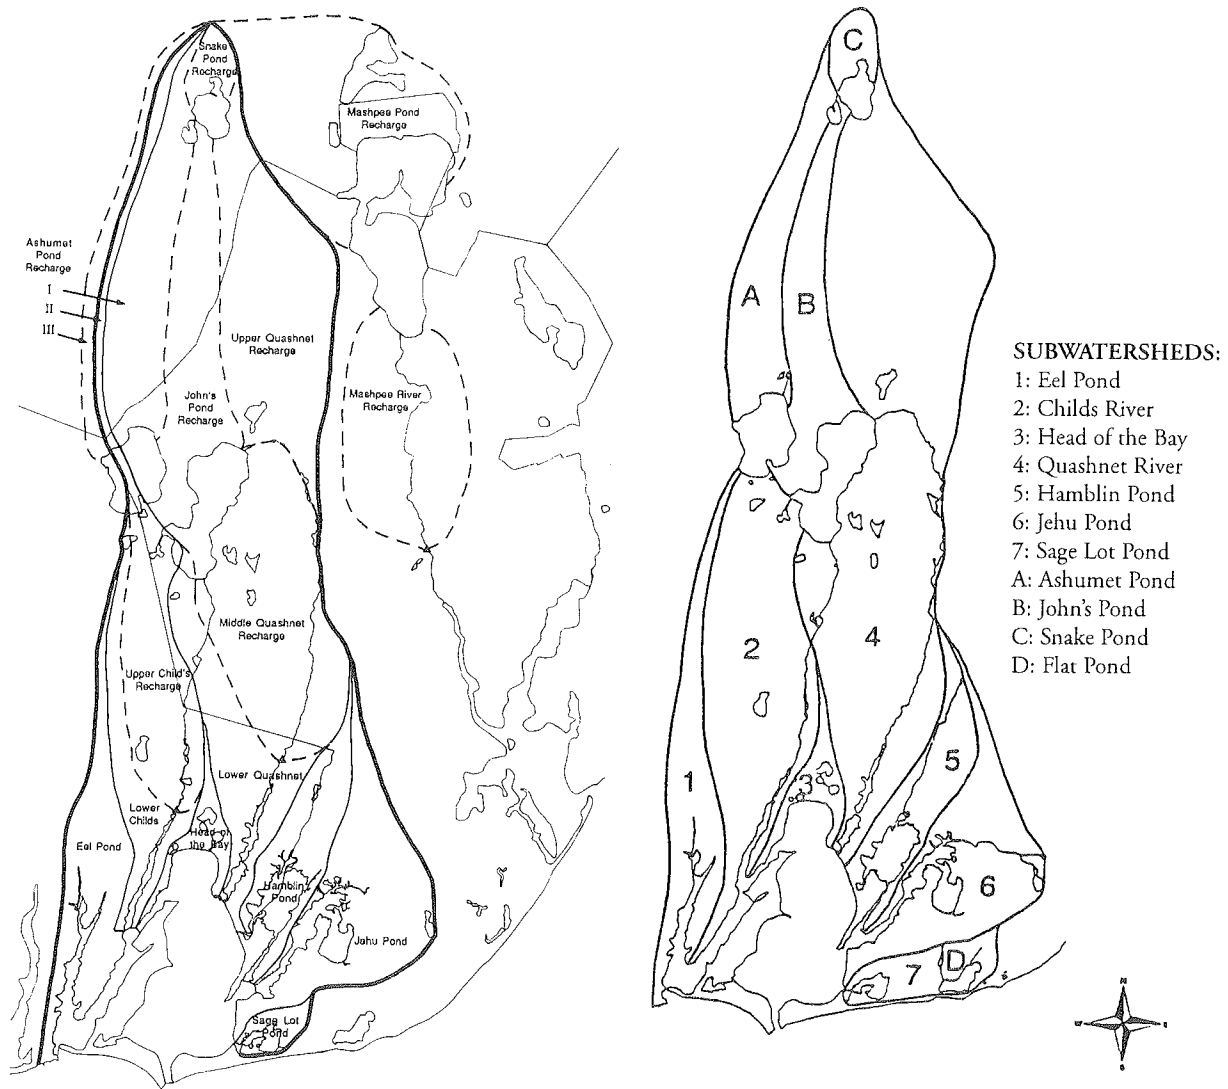 Snake
Pond
Recharge
Mashpee Pond
Recharge
Ashumet
Pond
Recharge
I
II
III
Upper Quashnet
Recharge
John's
Pond
Recharge
Mashpee River
Recharge
Middle Quashnet
Recharge
Upper Child's
Recharge
Lower Quashnet
Lower
Childs
Head of
the Bay
Eel Pond
Hamblin
Pond
Jehu Pond
Sage Lot
Pond
C
A
B
2
4
1
3
5
6
7
D
SUBWATERSHEDS:
1: Eel Pond
2: Childs River
3: Head of the Bay
4: Quashnet River
5: Hamblin Pond
6: Jehu Pond
7: Sage Lot Pond
A: Ashumet Pond
B: John's Pond
C: Snake Pond
D: Flat Pond
N
S